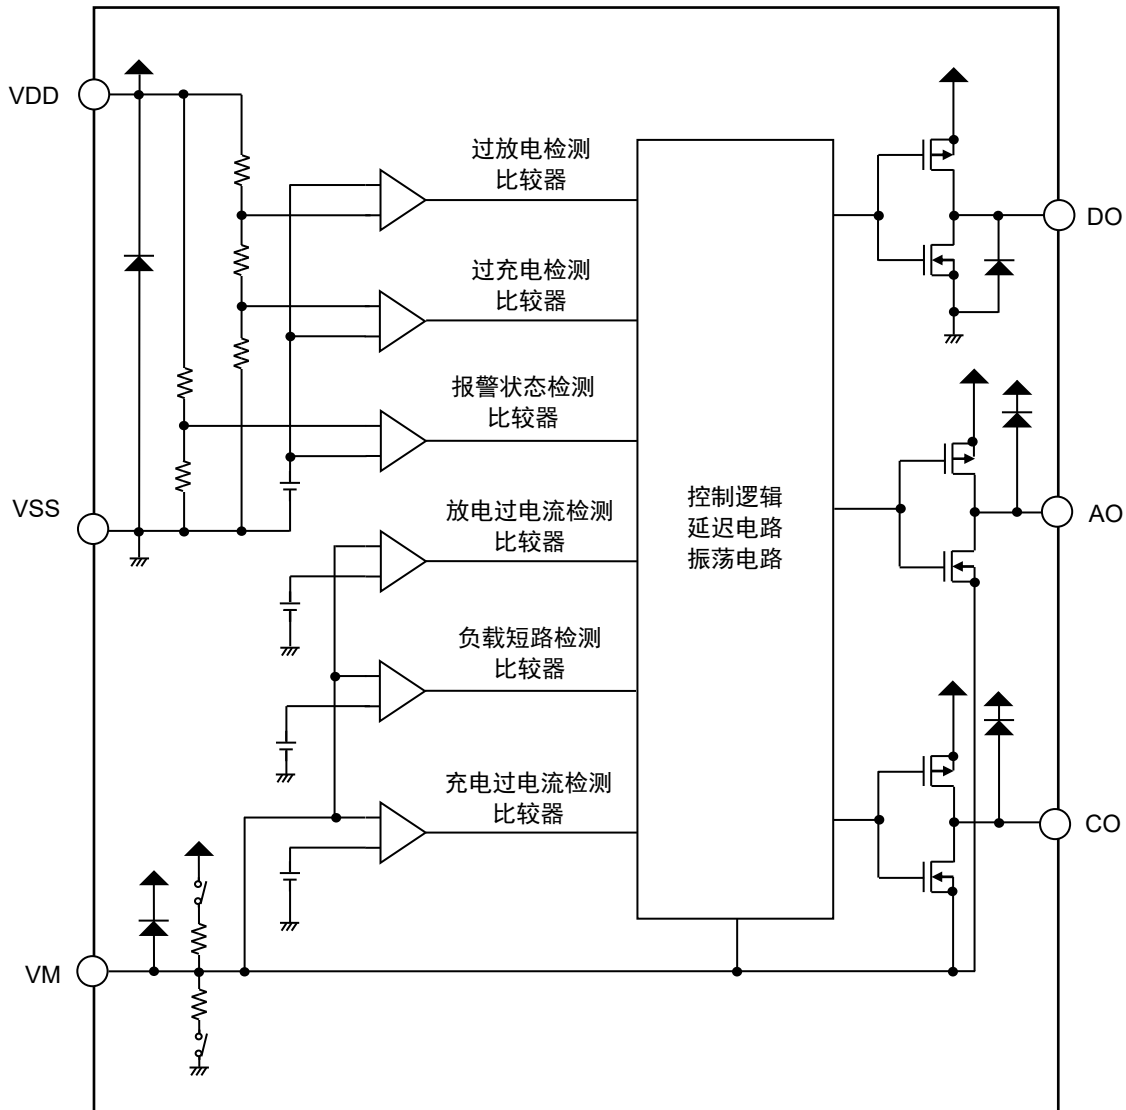 VDD
过放电检测
比较器
DO
过充电检测
比较器
报警状态检测
比较器
VSS
放电过电流检测
比较器
控制逻辑
延迟电路
振荡电路
AO
负载短路检测
比较器
充电过电流检测
比较器
CO
VM